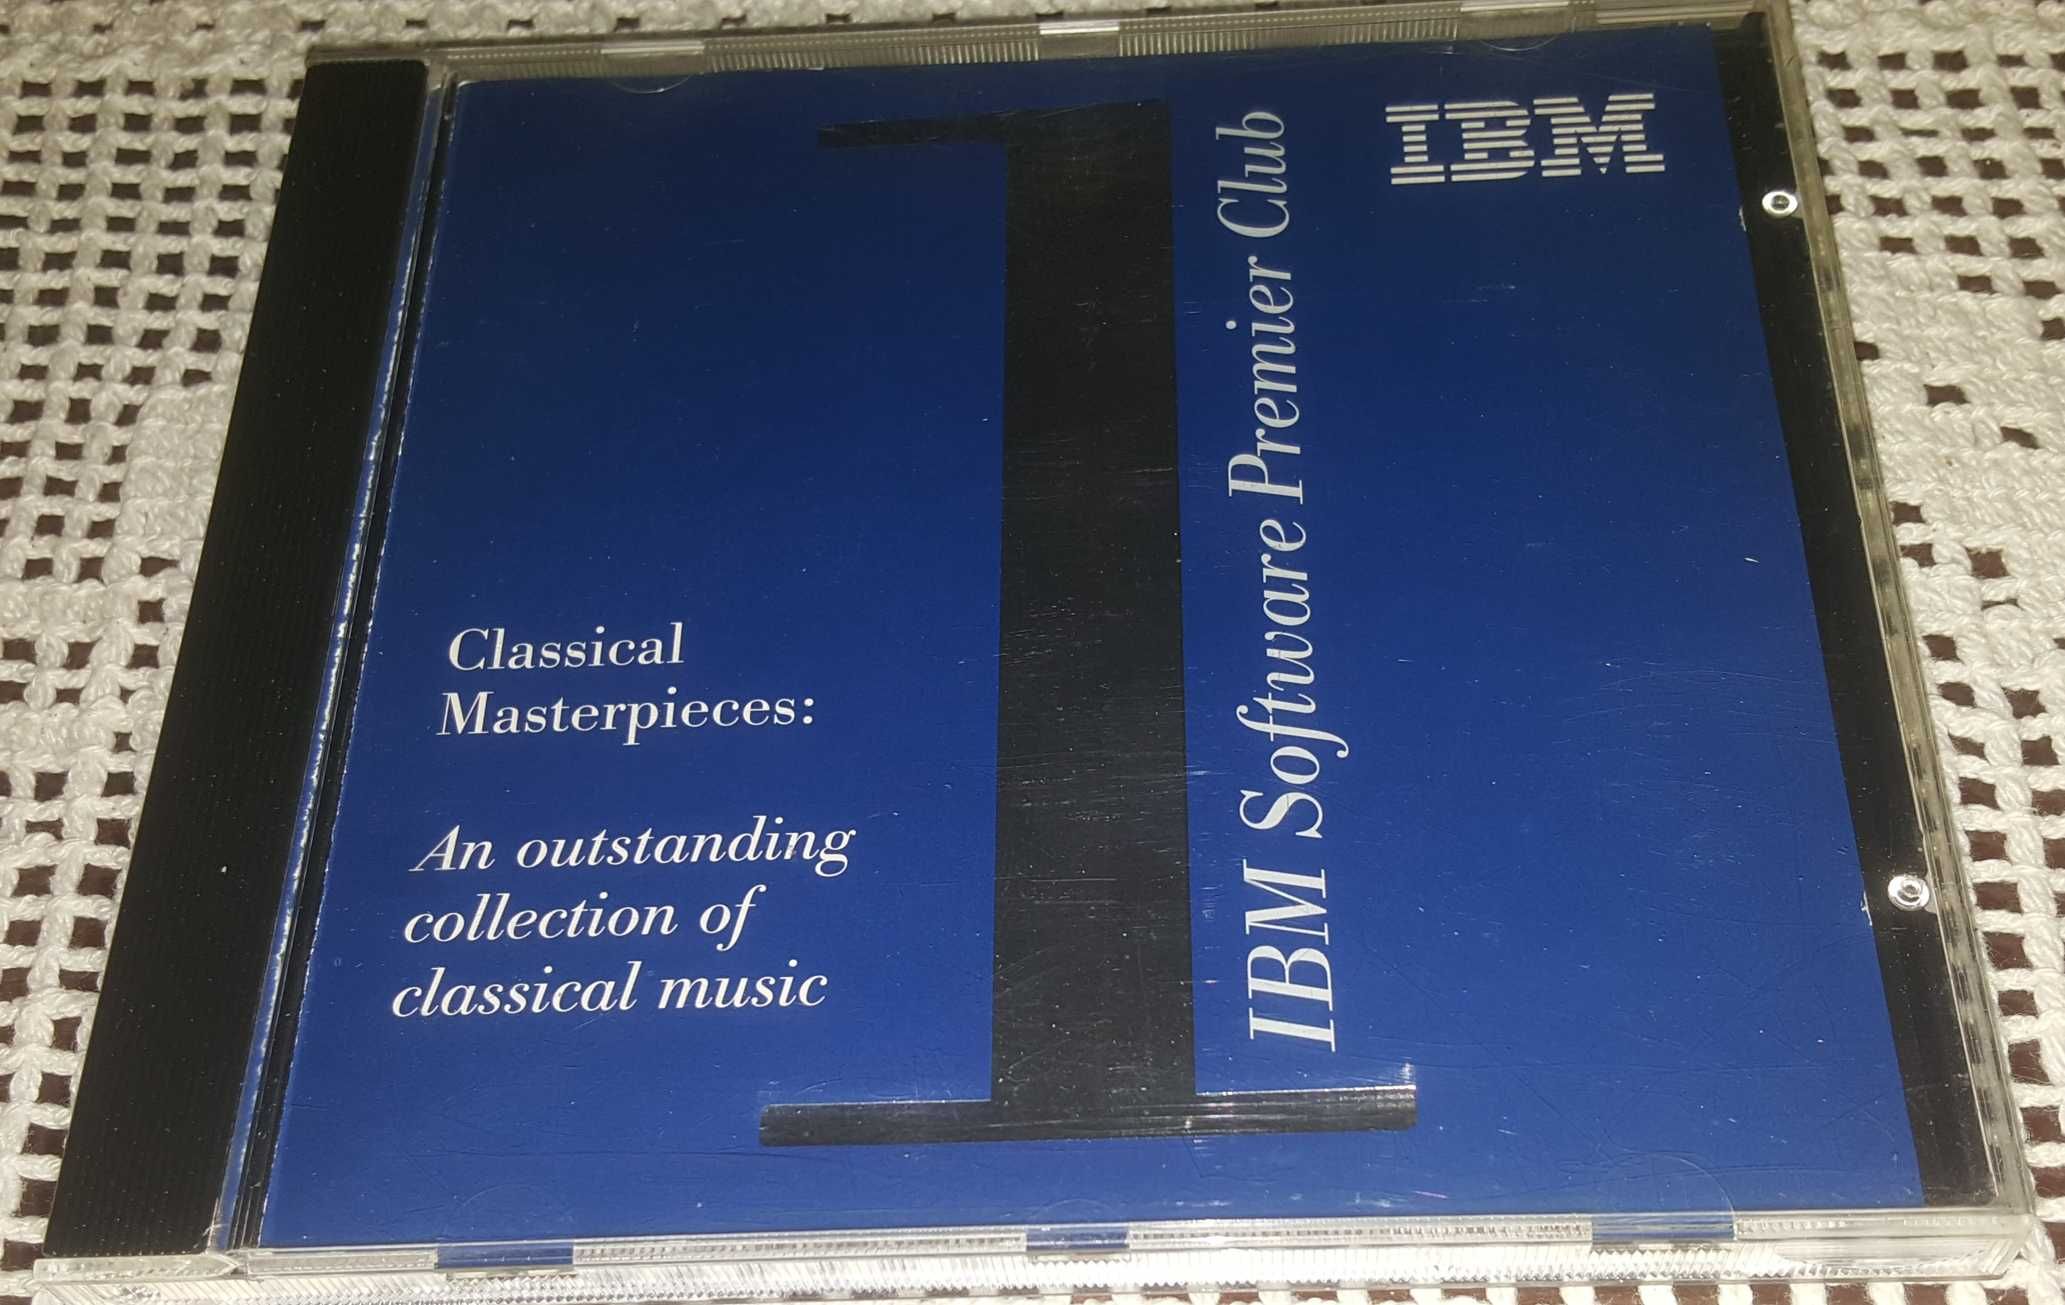 IBM
1
IBM Software Premier Club
Classical
Masterpieces:
An outstanding
collection of
classical music